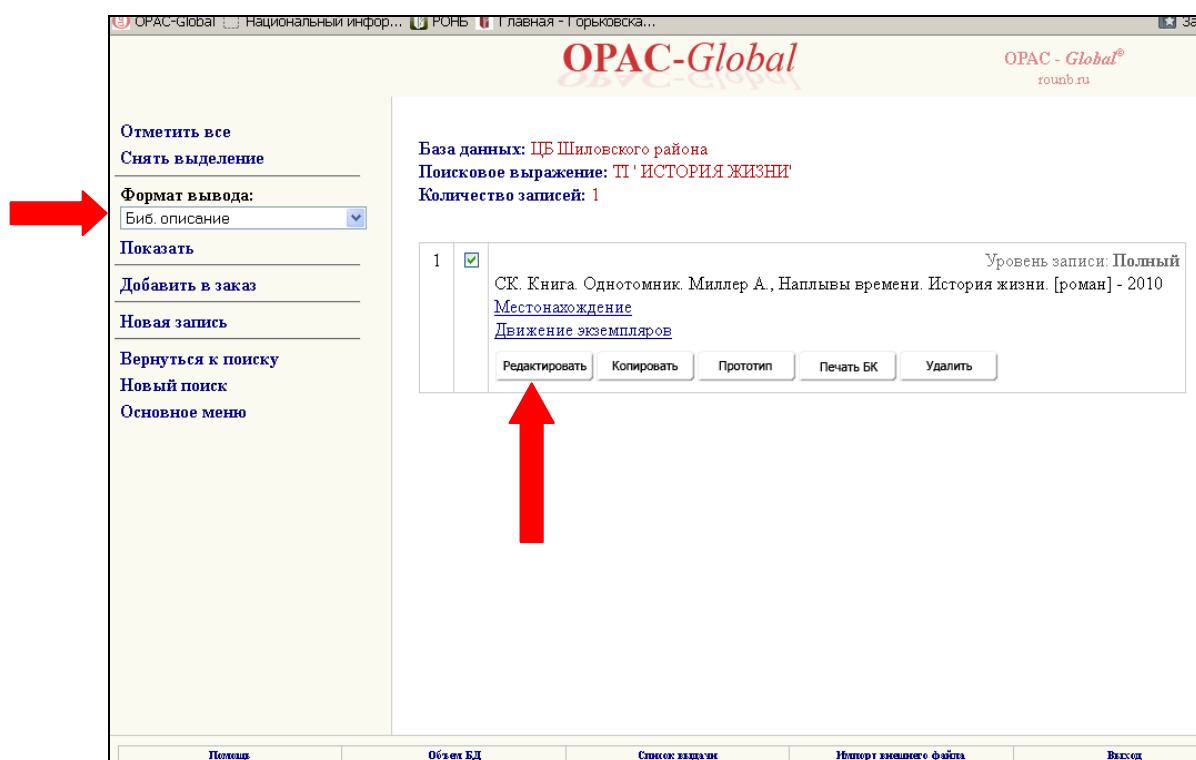 OPAC-Global Национальный инфор... РОНБ Главная - Горьковска... За
OPAC-Global
OPAC - Global®
rounb.ru
Отметить все
Снять выделение
Формат вывода:
Биб. описание
Показать
Добавить в заказ
Новая запись
Вернуться к поиску
Новый поиск
Основное меню
База данных: ЦБ Шиловского района
Поисковое выражение: TI ' ИСТОРИЯ ЖИЗНИ'
Количество записей: 1
1 Уровень записи: Полный
СК. Книга. Однотомник. Миллер А., Наплывы времени. История жизни. [роман] - 2010
Местонахождение
Движение экземпляров
Редактировать Копировать Прототип Печать БК Удалить
Помощь Объем БД Список выдачи Импорт внешнего файла Выход